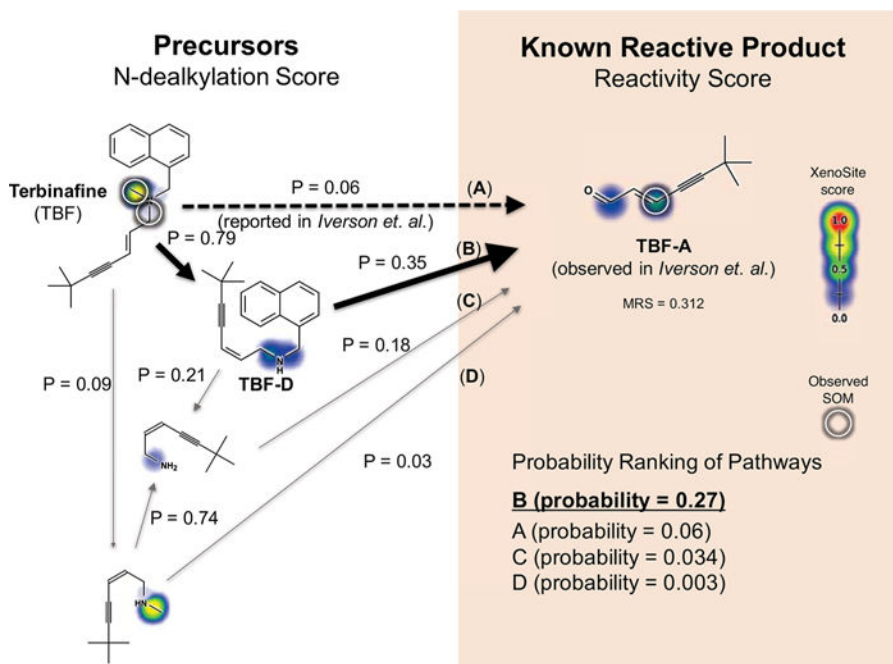 Precursors
N-dealkylation Score
Known Reactive Product
Reactivity Score
Terbinafine
(TBF)
P = 0.06
(A)
(reported in Iverson et. al.)
P = 0.79
(B)
P = 0.35
(C)
P = 0.18
(D)
P = 0.09
P = 0.21
N
H
TBF-D
NH2
P = 0.03
P = 0.74
HN
O
TBF-A
(observed in Iverson et. al.)
MRS = 0.312
XenoSite
score
1.0
0.5
0.0
Observed
SOM
Probability Ranking of Pathways
B (probability = 0.27)
A (probability = 0.06)
C (probability = 0.034)
D (probability = 0.003)